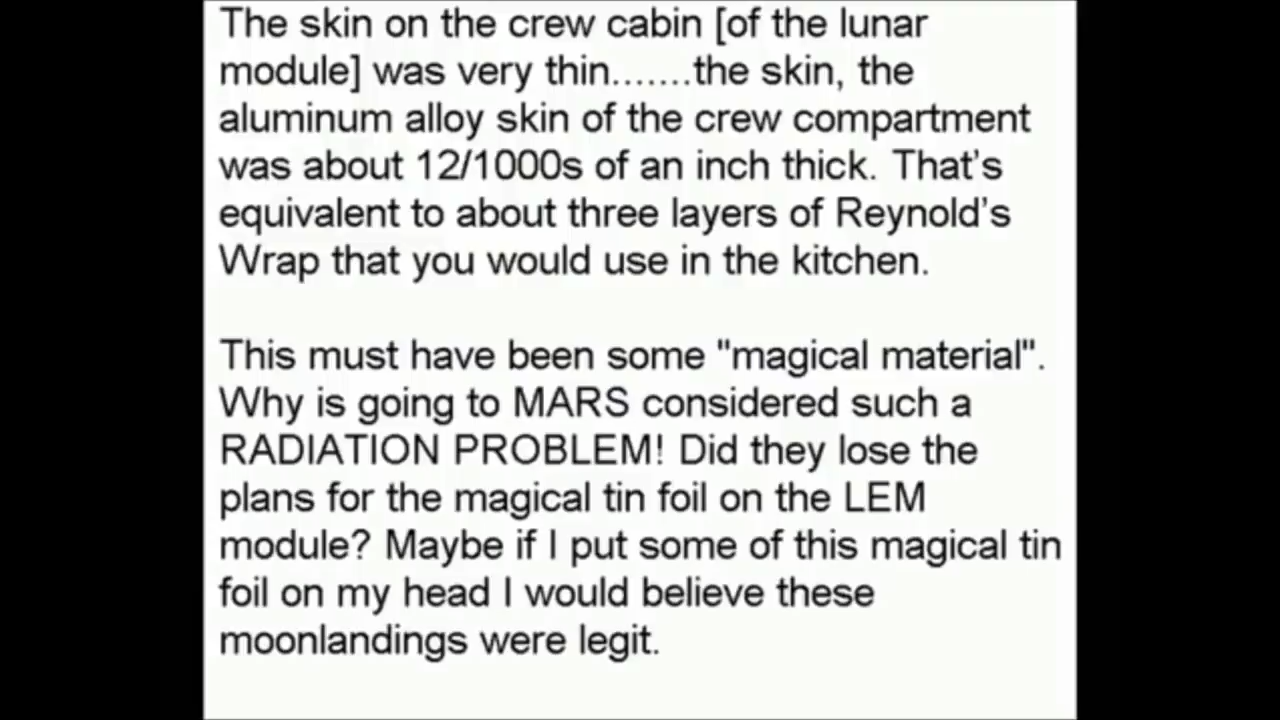 The skin on the crew cabin [of the lunar
module] was very thin.......the skin, the
aluminum alloy skin of the crew compartment
was about 12/1000s of an inch thick. That's
equivalent to about three layers of Reynold's
Wrap that you would use in the kitchen.
This must have been some "magical material".
Why is going to MARS considered such a
RADIATION PROBLEM! Did they lose the
plans for the magical tin foil on the LEM
module? Maybe if I put some of this magical tin
foil on my head I would believe these
moonlandings were legit.